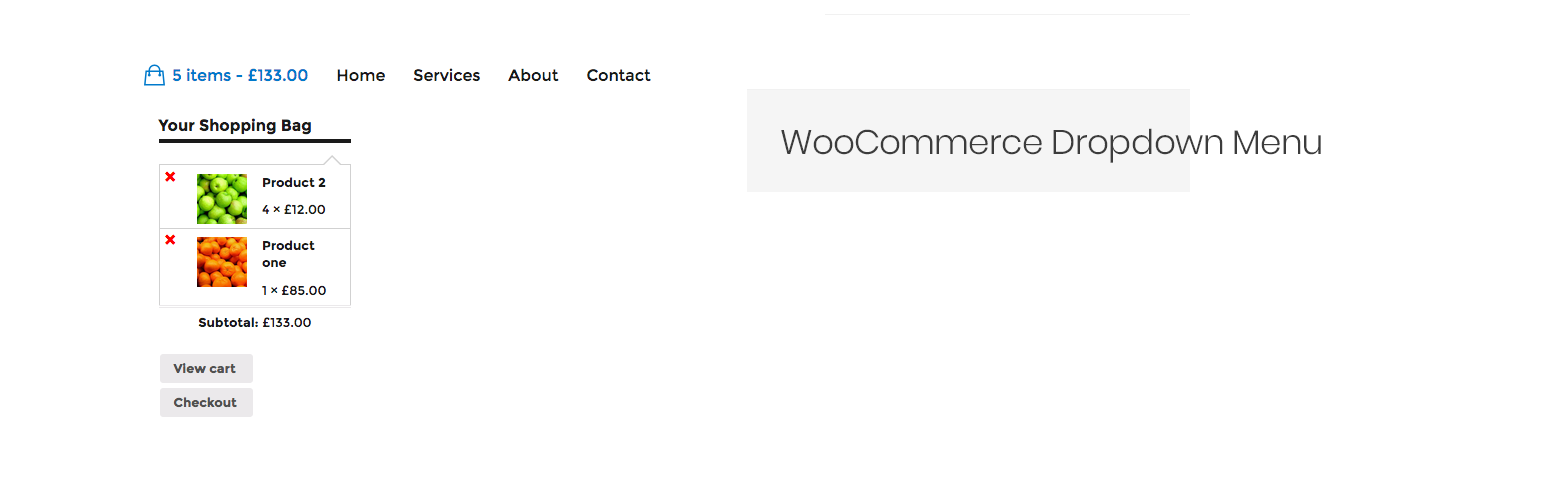 5 items - £133.00 Home Services About Contact
Your Shopping Bag
Product 2
4 × £12.00
Product
one
1 × £85.00
Subtotal: £133.00
View cart
Checkout
WooCommerce Dropdown Menu